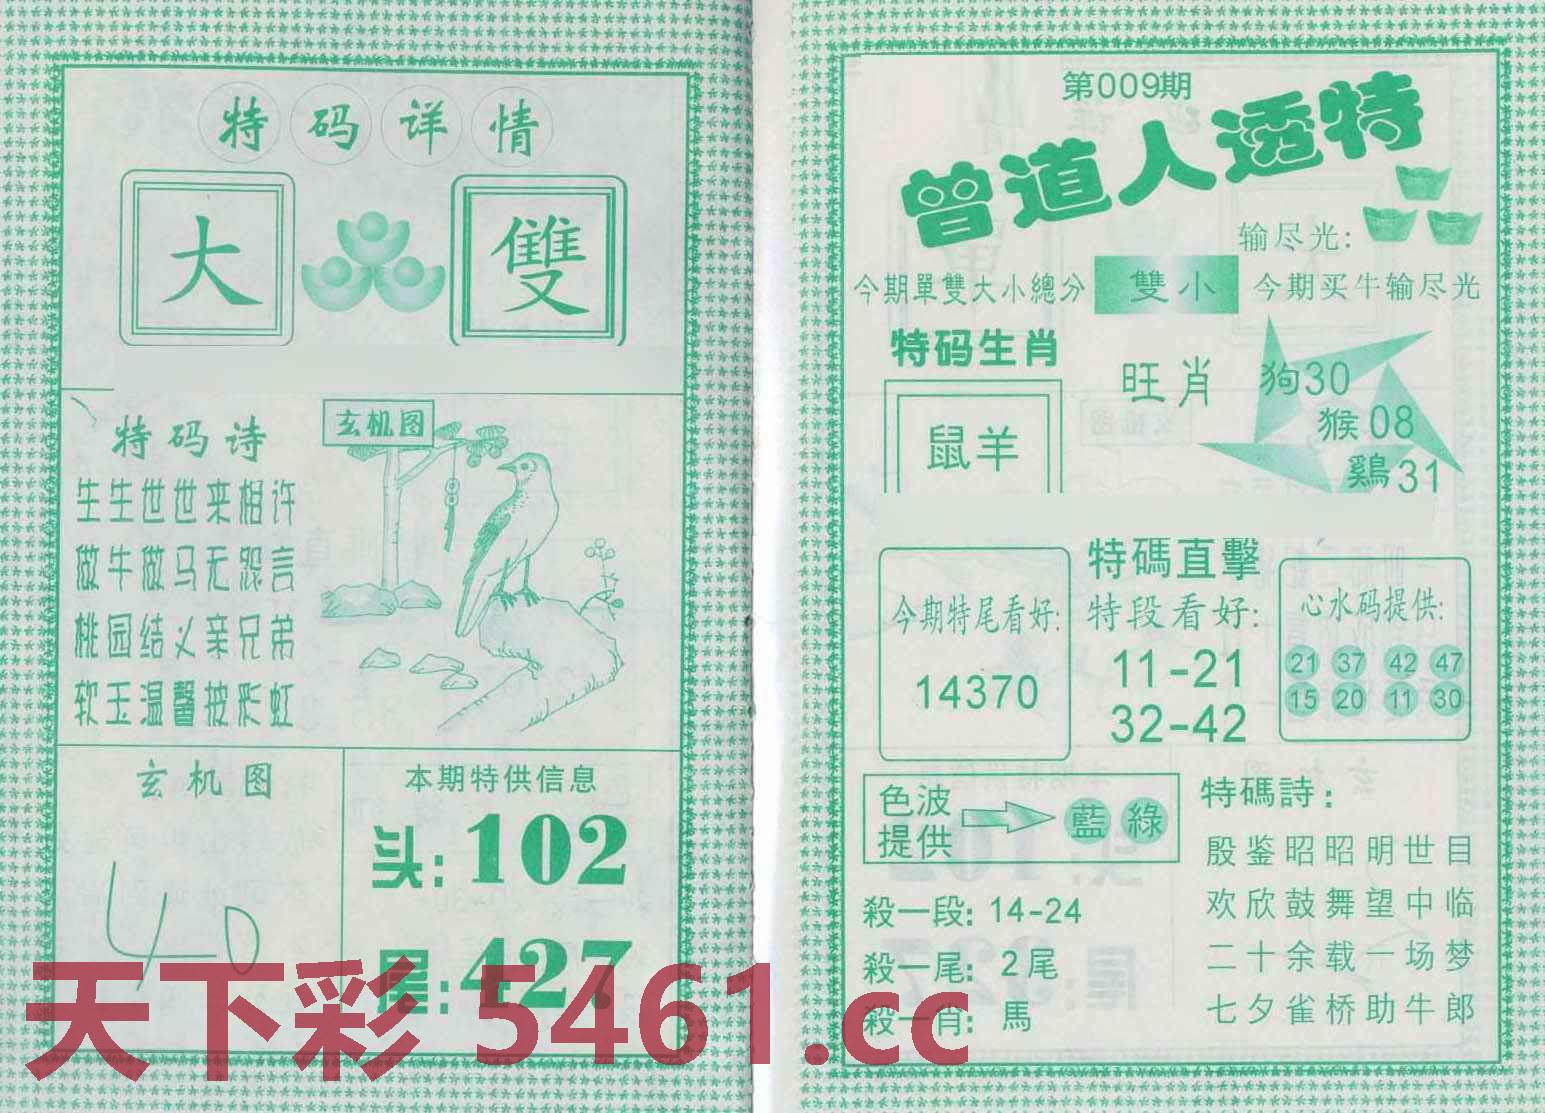 特码详情
大 雙
特码诗
生生世世来相许
做牛做马无怨言
桃园结义亲兄弟
软玉温馨披彩虹
玄机图
玄机图
40
本期特供信息
头:102
尾:427
第009期
曾道人透特
输尽光:
今期單雙大小總分 雙小 今期买牛输尽光
特码生肖
鼠羊
旺肖
狗30
猴08
鷄31
今期特尾看好:
14370
特碼直擊
特段看好:
11-21
32-42
心水码提供:
21 37 42 47
15 20 11 30
色波提供 藍 綠
殺一段: 14-24
殺一尾: 2尾
殺一肖: 馬
特碼詩:
殷鉴昭昭明世目
欢欣鼓舞望中临
二十余载一场梦
七夕雀桥助牛郎
天下彩 5461.cc